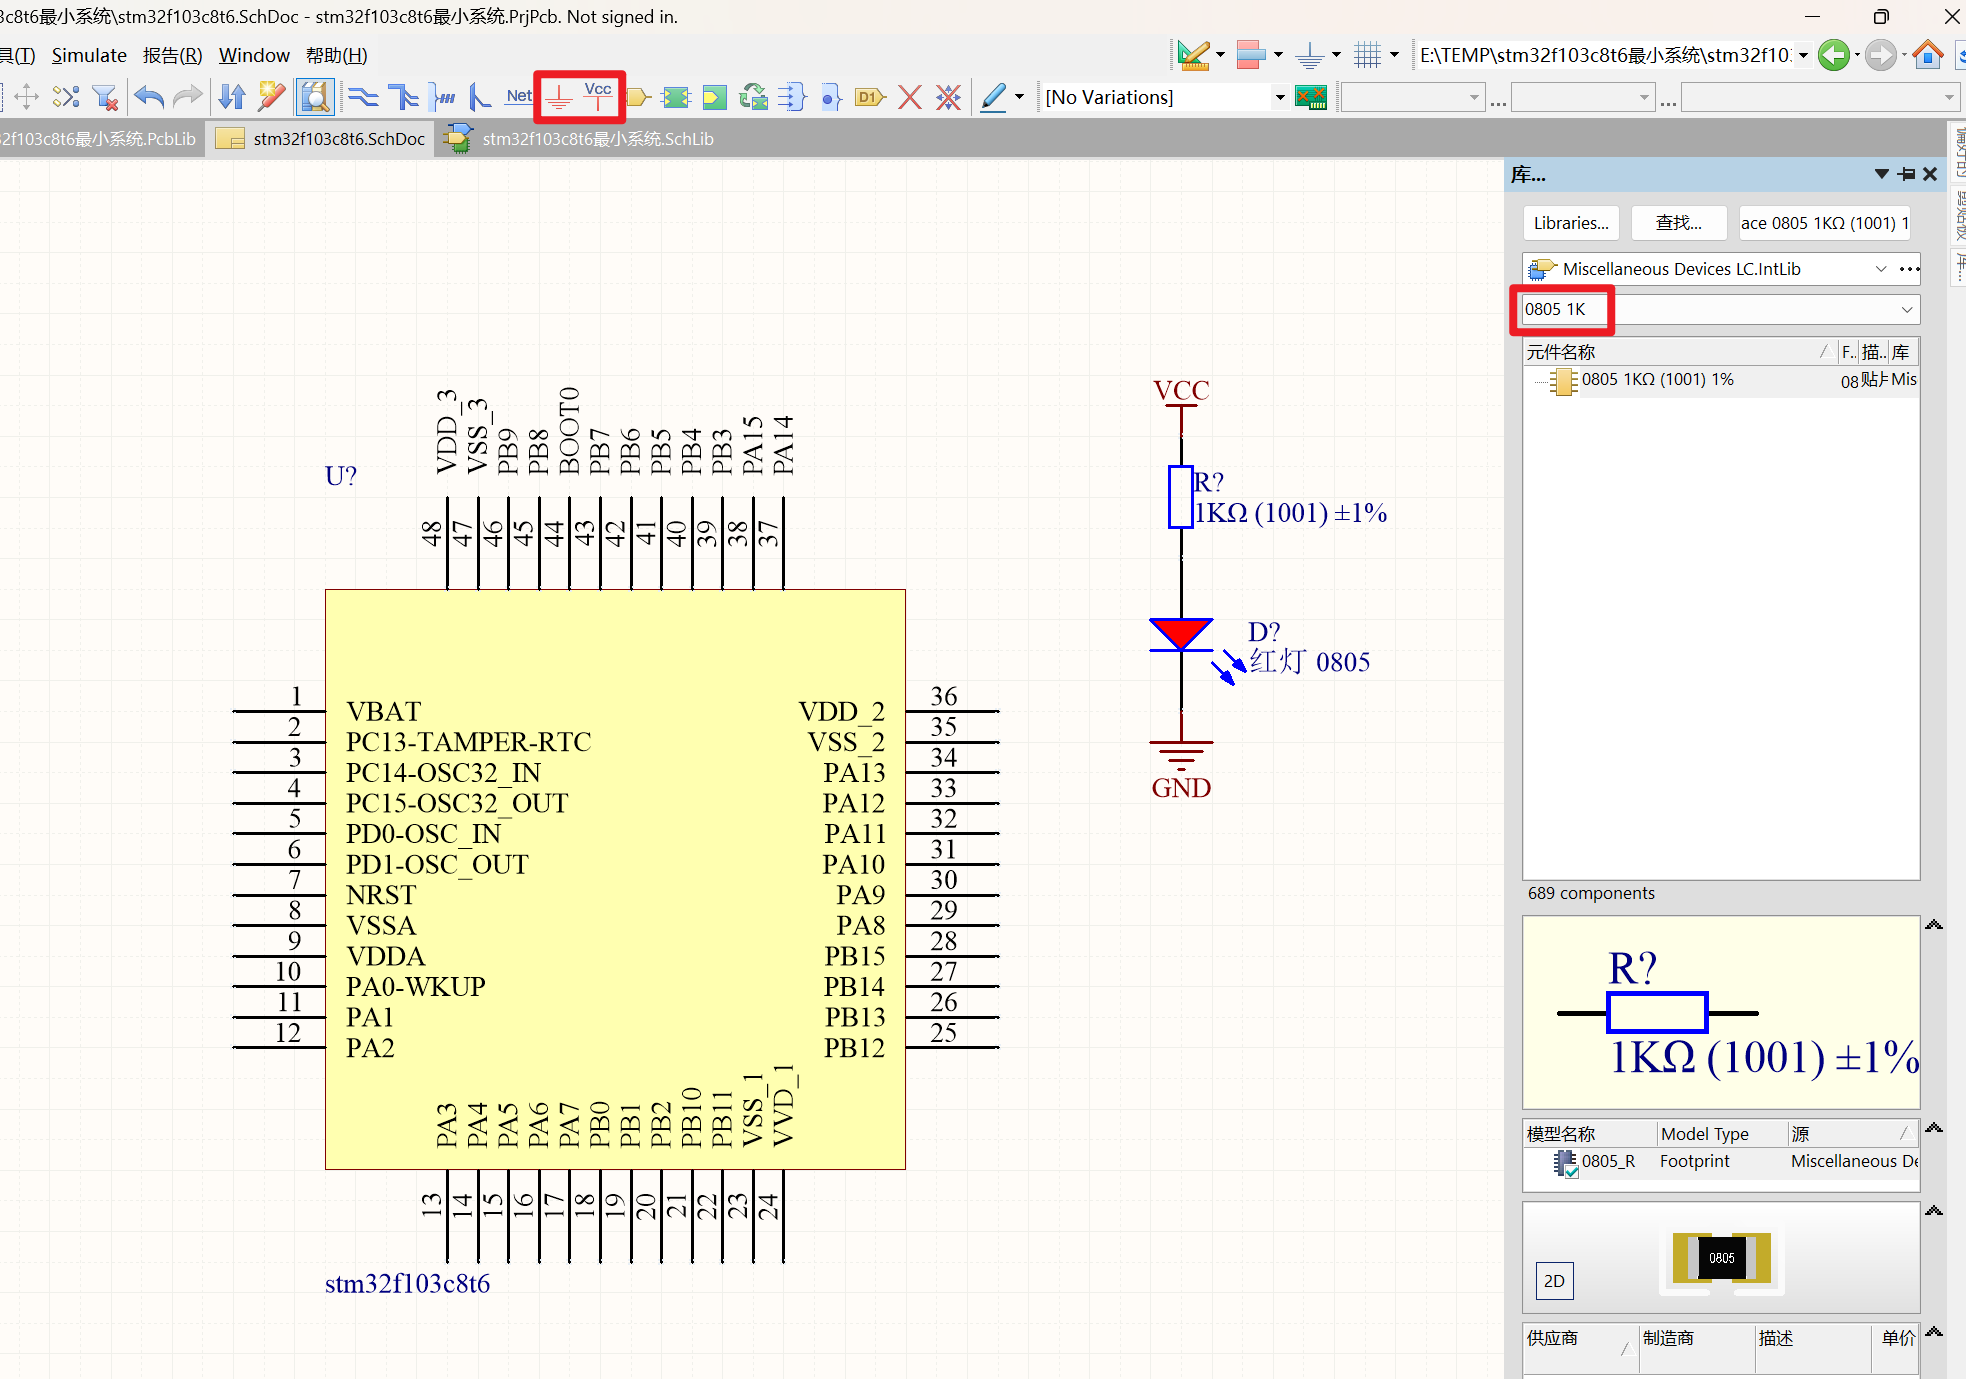 3c8t6最小系统\stm32f103c8t6.SchDoc - stm32f103c8t6最小系统.PrjPcb. Not signed in.
具(T) Simulate 报告(R) Window 帮助(H)
E:\TEMP\stm32f103c8t6最小系统\stm32f10:
Net Vcc D1 [No Variations] ... ...
2f103c8t6最小系统.PcbLib stm32f103c8t6.SchDoc stm32f103c8t6最小系统.SchLib
库...
Libraries... 查找... ace 0805 1KΩ (1001) 1
Miscellaneous Devices LC.IntLib
0805 1K
元件名称 F.. 描.. 库
0805 1KΩ (1001) 1% 08 贴片 Mis
689 components
R?
1KΩ (1001) ±1%
模型名称 Model Type 源
0805_R Footprint Miscellaneous De
0805
2D
供应商 制造商 描述 单价
U?
VDD_3
VSS_3
PB9
PB8
BOOT0
PB7
PB6
PB5
PB4
PB3
PA15
PA14
48
47
46
45
44
43
42
41
40
39
38
37
1 VBAT
2 PC13-TAMPER-RTC
3 PC14-OSC32_IN
4 PC15-OSC32_OUT
5 PD0-OSC_IN
6 PD1-OSC_OUT
7 NRST
8 VSSA
9 VDDA
10 PA0-WKUP
11 PA1
12 PA2
VDD_2 36
VSS_2 35
PA13 34
PA12 33
PA11 32
PA10 31
PA9 30
PA8 29
PB15 28
PB14 27
PB13 26
PB12 25
PA3
PA4
PA5
PA6
PA7
PB0
PB1
PB2
PB10
PB11
VSS_1
VVD_1
13
14
15
16
17
18
19
20
21
22
23
24
stm32f103c8t6
VCC
R?
1KΩ (1001) ±1%
D?
红灯 0805
GND